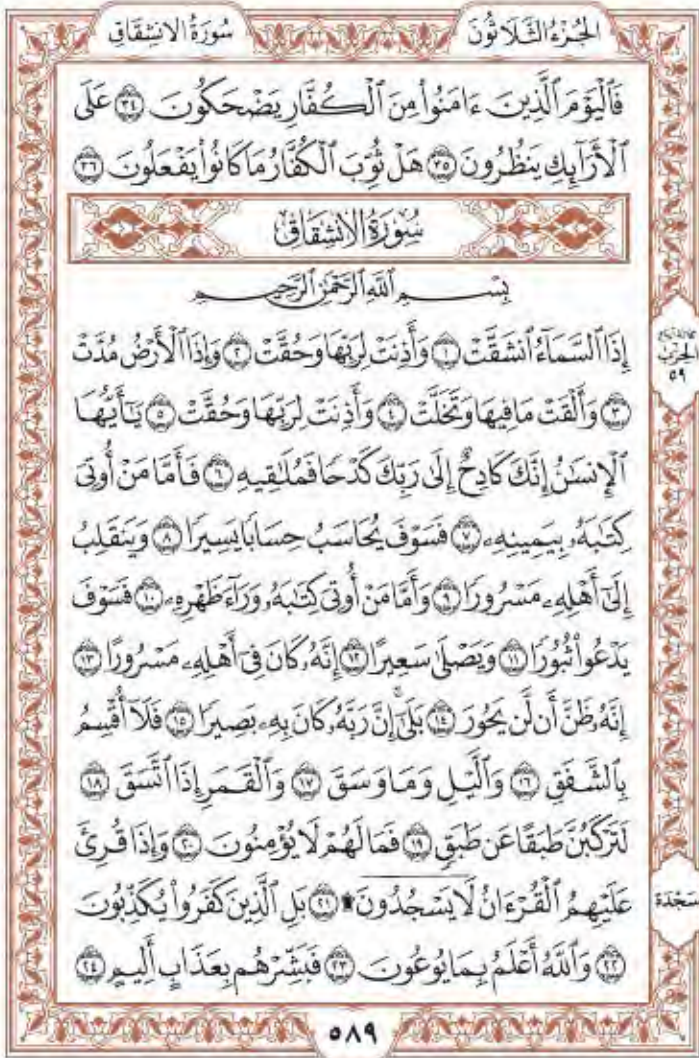 سُورَةُ الانشِقَاقِ الجُزْءُ الثَّلَاثُونَ
فَٱلْيَوْمَ ٱلَّذِينَ ءَامَنُوا۟ مِنَ ٱلْكُفَّارِ يَضْحَكُونَ ٣٤ عَلَى
ٱلْأَرَآئِكِ يَنظُرُونَ ٣٥ هَلْ ثُوِّبَ ٱلْكُفَّارُ مَا كَانُوا۟ يَفْعَلُونَ ٣٦
سُورَةُ الانشِقَاقِ
بِسْمِ ٱللَّهِ ٱلرَّحْمَٰنِ ٱلرَّحِيمِ
إِذَا ٱلسَّمَآءُ ٱنشَقَّتْ ١ وَأَذِنَتْ لِرَبِّهَا وَحُقَّتْ ٢ وَإِذَا ٱلْأَرْضُ مُدَّتْ
٣ وَأَلْقَتْ مَا فِيهَا وَتَخَلَّتْ ٤ وَأَذِنَتْ لِرَبِّهَا وَحُقَّتْ ٥ يَٰٓأَيُّهَا
ٱلْإِنسَٰنُ إِنَّكَ كَادِحٌ إِلَىٰ رَبِّكَ كَدْحًا فَمُلَٰقِيهِ ٦ فَأَمَّا مَنْ أُوتِىَ
كِتَٰبَهُۥ بِيَمِينِهِۦ ٧ فَسَوْفَ يُحَاسَبُ حِسَابًا يَسِيرًا ٨ وَيَنقَلِبُ
إِلَىٰٓ أَهْلِهِۦ مَسْرُورًا ٩ وَأَمَّا مَنْ أُوتِىَ كِتَٰبَهُۥ وَرَآءَ ظَهْرِهِۦ ١٠ فَسَوْفَ
يَدْعُوا۟ ثُبُورًا ١١ وَيَصْلَىٰ سَعِيرًا ١٢ إِنَّهُۥ كَانَ فِىٓ أَهْلِهِۦ مَسْرُورًا ١٣
إِنَّهُۥ ظَنَّ أَن لَّن يَحُورَ ١٤ بَلَىٰٓۚ إِنَّ رَبَّهُۥ كَانَ بِهِۦ بَصِيرًا ١٥ فَلَآ أُقْسِمُ
بِٱلشَّفَقِ ١٦ وَٱلَّيْلِ وَمَا وَسَقَ ١٧ وَٱلْقَمَرِ إِذَا ٱتَّسَقَ ١٨
لَتَرْكَبُنَّ طَبَقًا عَن طَبَقٍ ١٩ فَمَا لَهُمْ لَا يُؤْمِنُونَ ٢٠ وَإِذَا قُرِئَ
عَلَيْهِمُ ٱلْقُرْءَانُ لَا يَسْجُدُونَ ۩ ٢١ بَلِ ٱلَّذِينَ كَفَرُوا۟ يُكَذِّبُونَ
٢٢ وَٱللَّهُ أَعْلَمُ بِمَا يُوعُونَ ٢٣ فَبَشِّرْهُم بِعَذَابٍ أَلِيمٍ ٢٤
الحِزْب
٥٩
سَجْدَة
٥٨٩